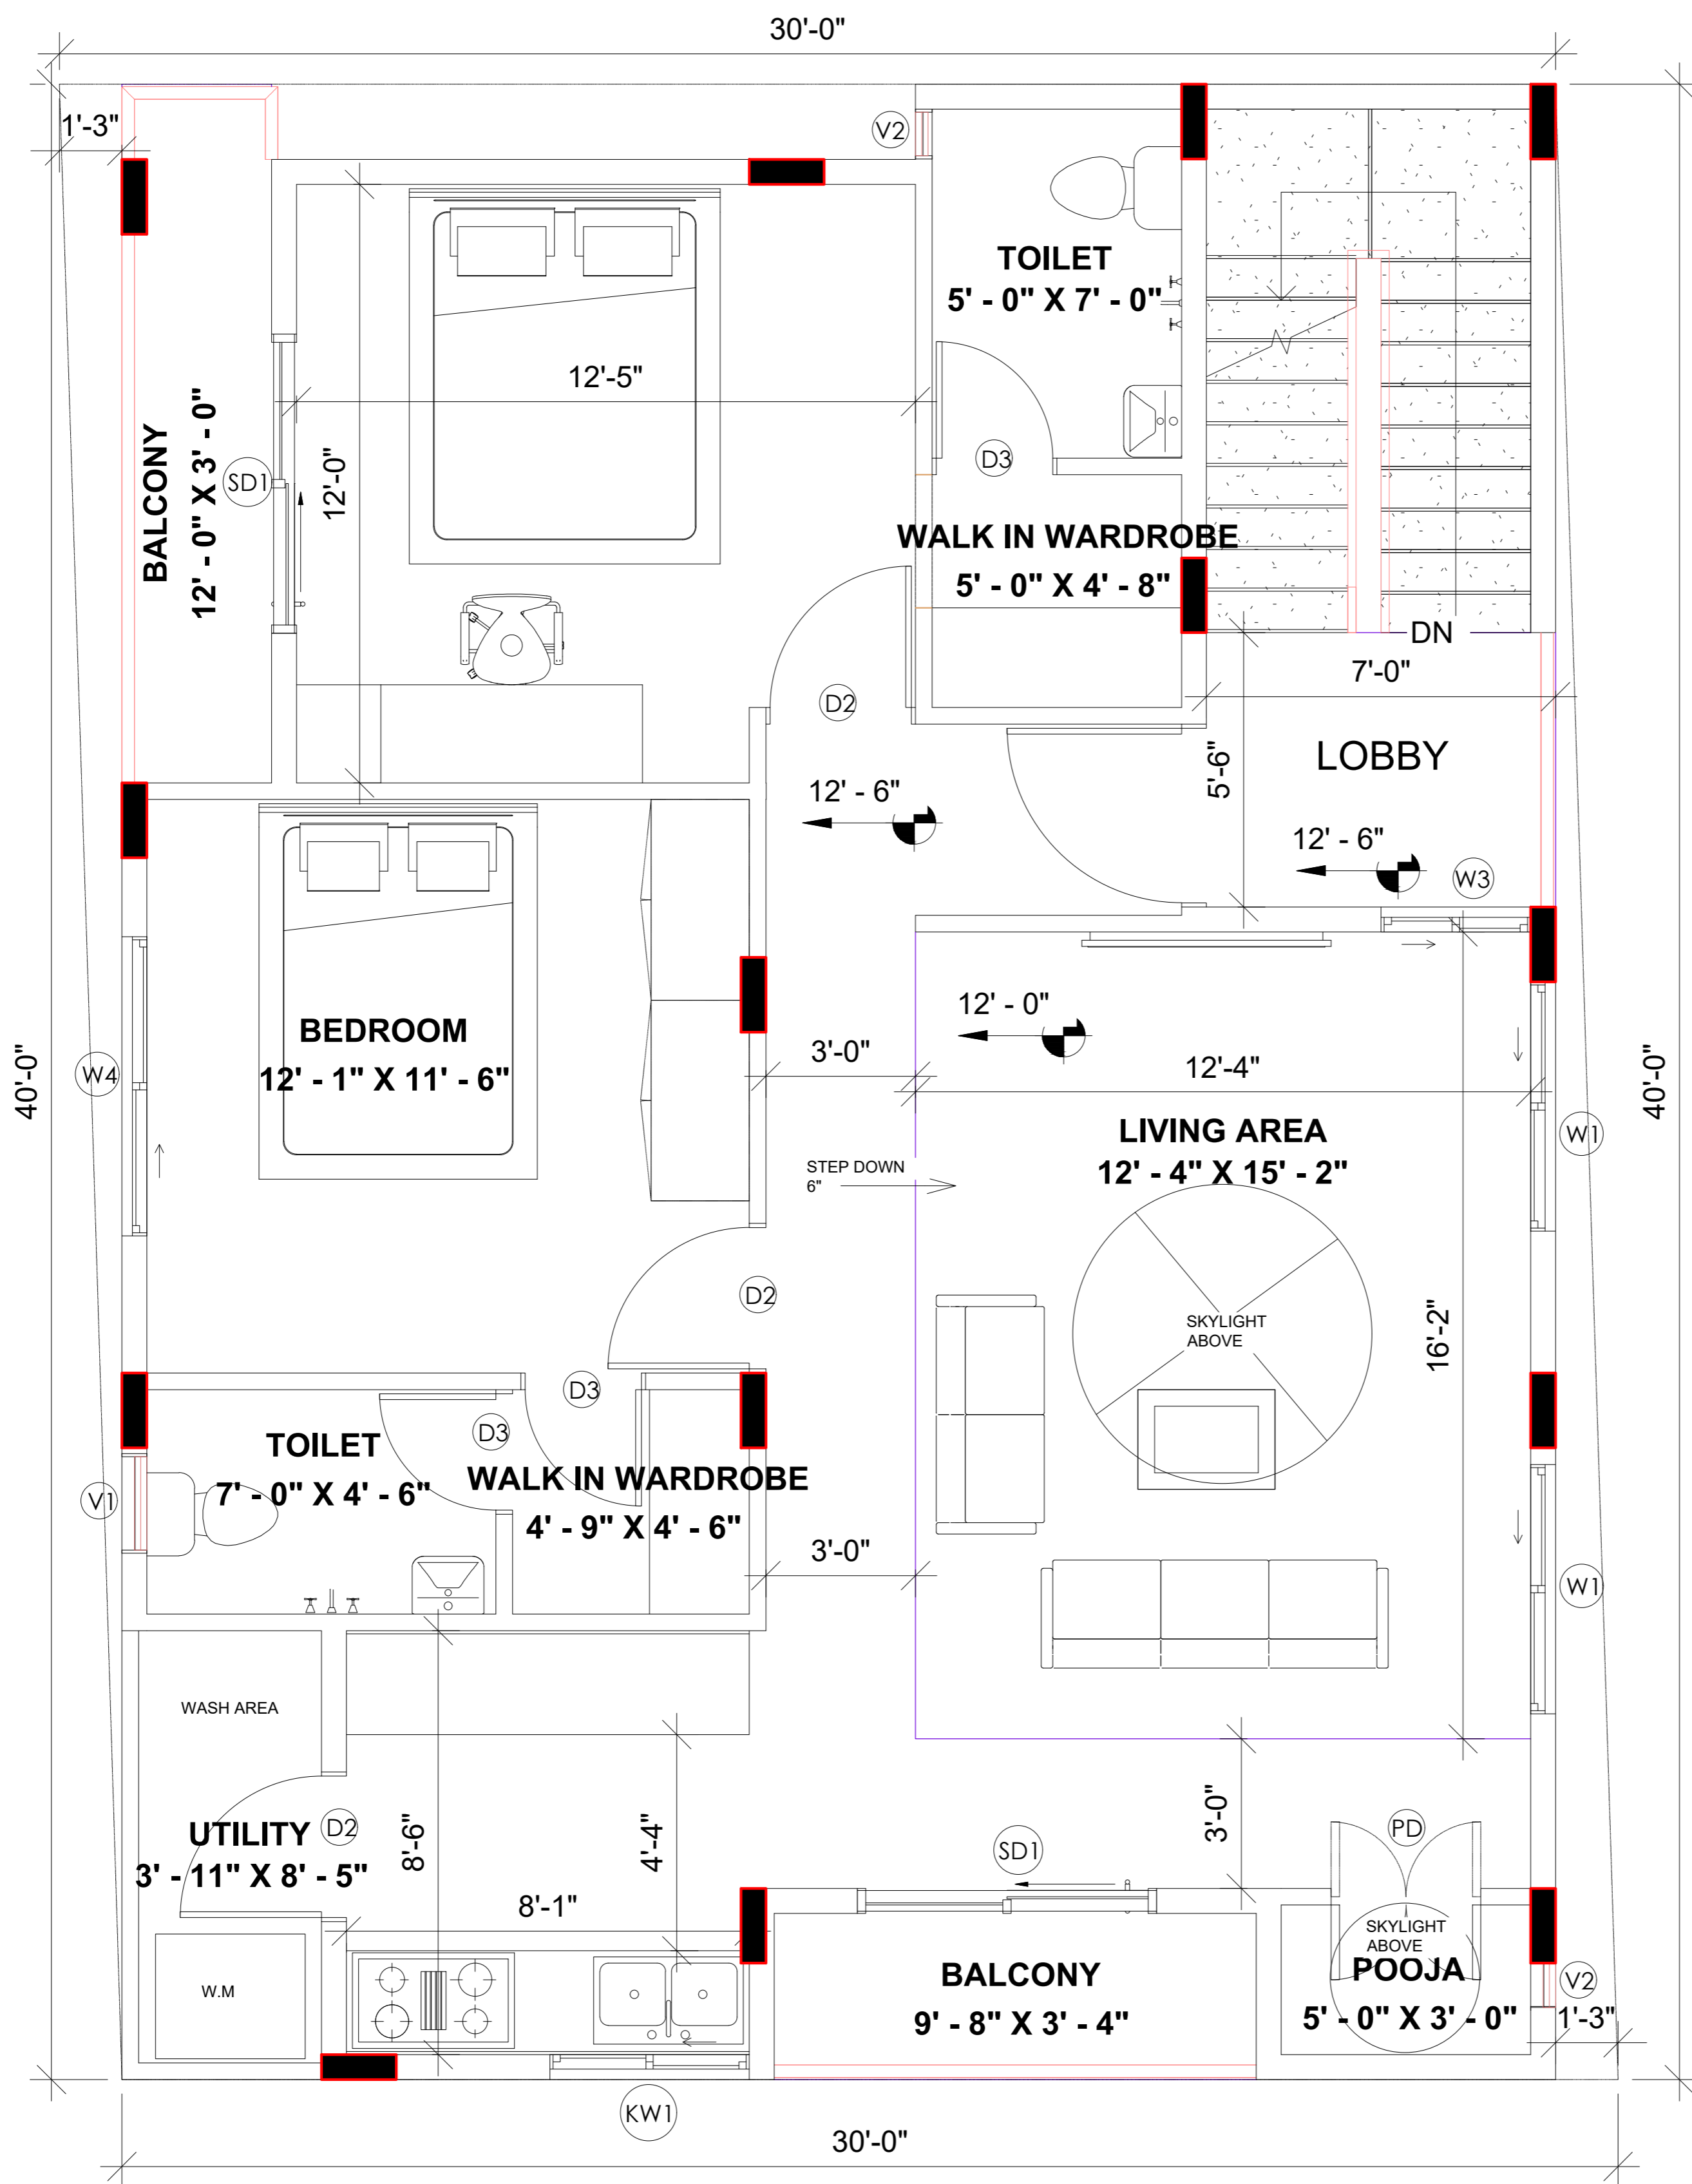 30'-0"
1'-3"
V2
TOILET
5' - 0" X 7' - 0"
12'-5"
BALCONY
12' - 0" X 3' - 0"
SD1
12'-0"
D3
WALK IN WARDROBE
5' - 0" X 4' - 8"
DN
7'-0"
D2
LOBBY
5'-6"
12' - 6"
12' - 6"
W3
BEDROOM
12' - 1" X 11' - 6"
12' - 0"
3'-0"
12'-4"
40'-0"
W4
40'-0"
W1
LIVING AREA
12' - 4" X 15' - 2"
STEP DOWN
6"
D2
SKYLIGHT
ABOVE
16'-2"
D3
D3
TOILET
7' - 0" X 4' - 6"
V1
WALK IN WARDROBE
4' - 9" X 4' - 6"
3'-0"
W1
WASH AREA
UTILITY
3' - 11" X 8' - 5"
D2
8'-6"
4'-4"
3'-0"
PD
SD1
8'-1"
SKYLIGHT
ABOVE
W.M
BALCONY
9' - 8" X 3' - 4"
POOJA
5' - 0" X 3' - 0"
V2
1'-3"
KW1
30'-0"